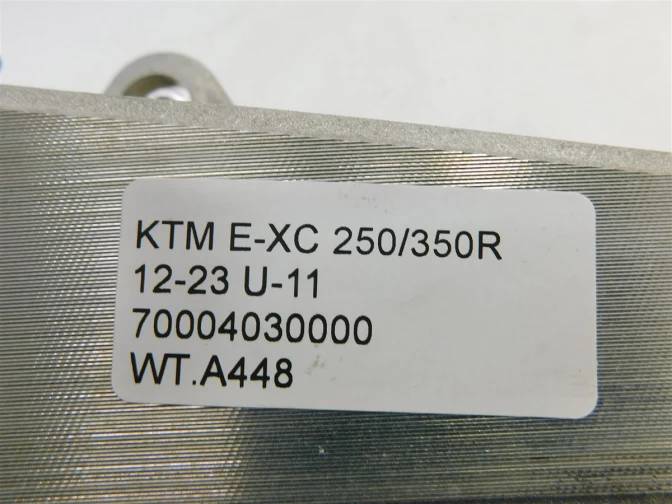 KTM E-XC 250/350R
12-23 U-11
70004030000
WT.A448